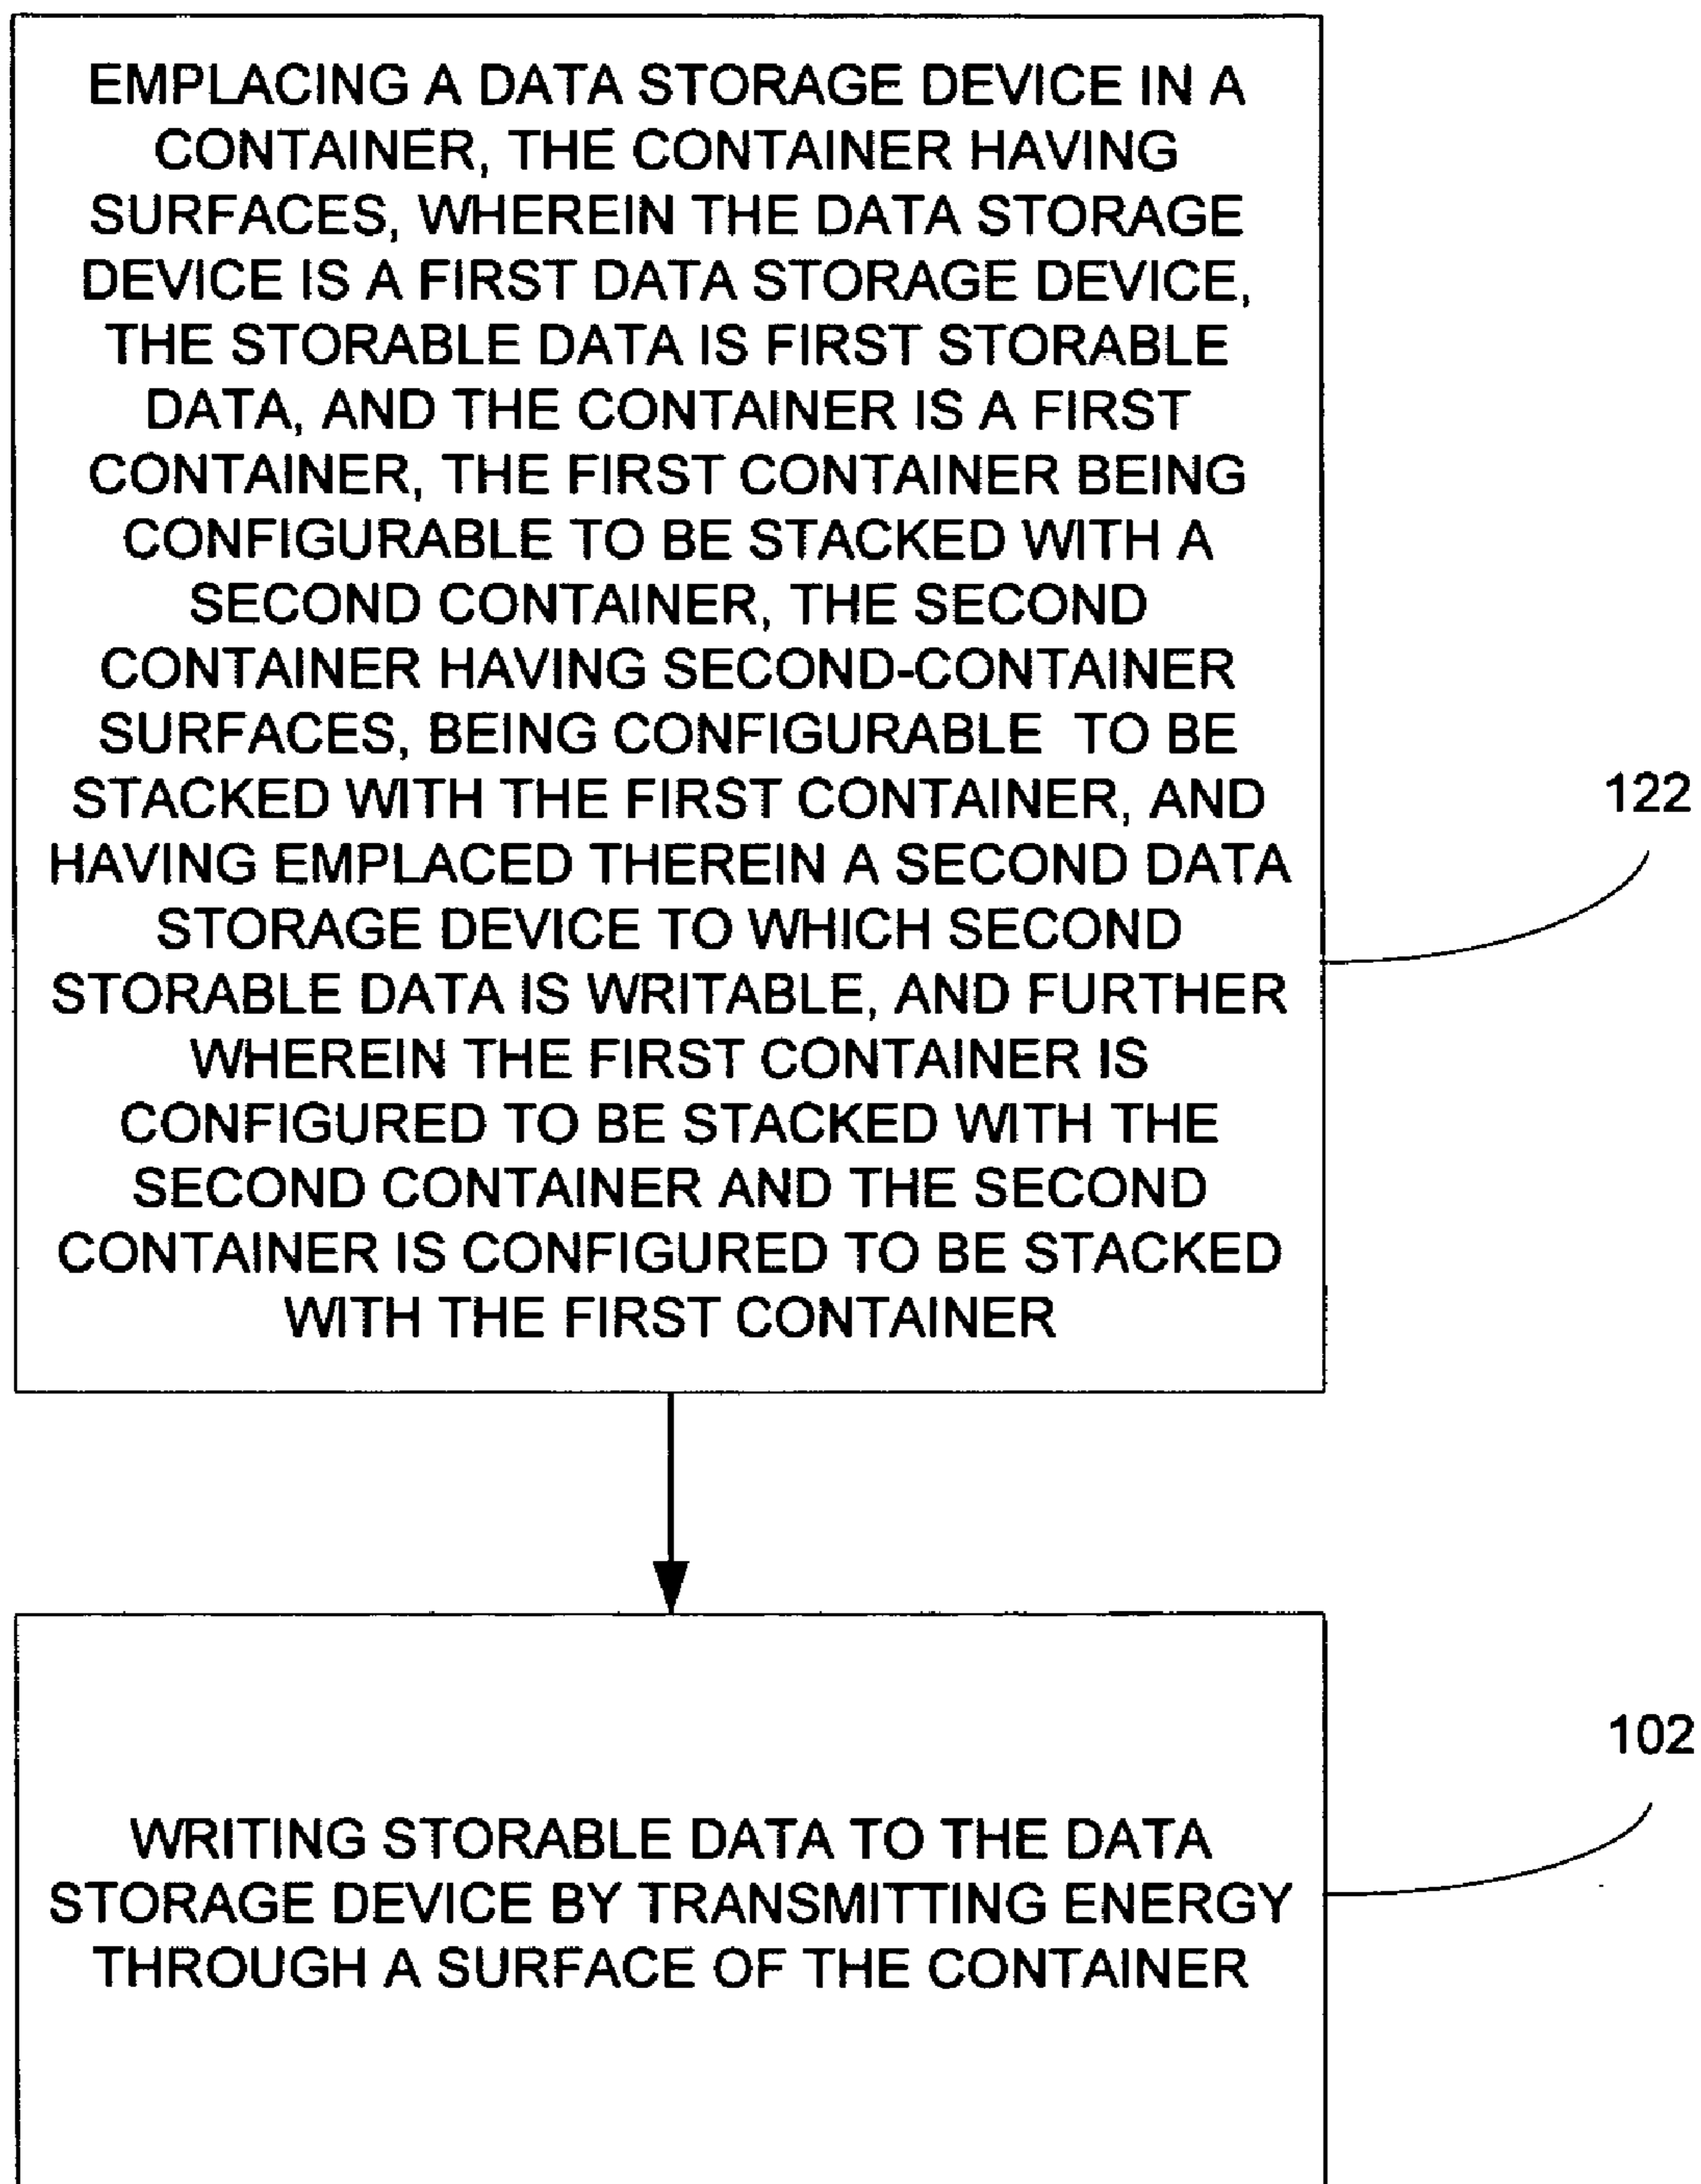 EMPLACING A DATA STORAGE DEVICE IN A
CONTAINER, THE CONTAINER HAVING
SURFACES, WHEREIN THE DATA STORAGE
DEVICE IS A FIRST DATA STORAGE DEVICE,
THE STORABLE DATA IS FIRST STORABLE
DATA, AND THE CONTAINER IS A FIRST
CONTAINER, THE FIRST CONTAINER BEING
CONFIGURABLE TO BE STACKED WITH A
SECOND CONTAINER, THE SECOND
CONTAINER HAVING SECOND-CONTAINER
SURFACES, BEING CONFIGURABLE TO BE
STACKED WITH THE FIRST CONTAINER, AND
HAVING EMPLACED THEREIN A SECOND DATA
STORAGE DEVICE TO WHICH SECOND
STORABLE DATA IS WRITABLE, AND FURTHER
WHEREIN THE FIRST CONTAINER IS
CONFIGURED TO BE STACKED WITH THE
SECOND CONTAINER AND THE SECOND
CONTAINER IS CONFIGURED TO BE STACKED
WITH THE FIRST CONTAINER
122
WRITING STORABLE DATA TO THE DATA
STORAGE DEVICE BY TRANSMITTING ENERGY
THROUGH A SURFACE OF THE CONTAINER
102